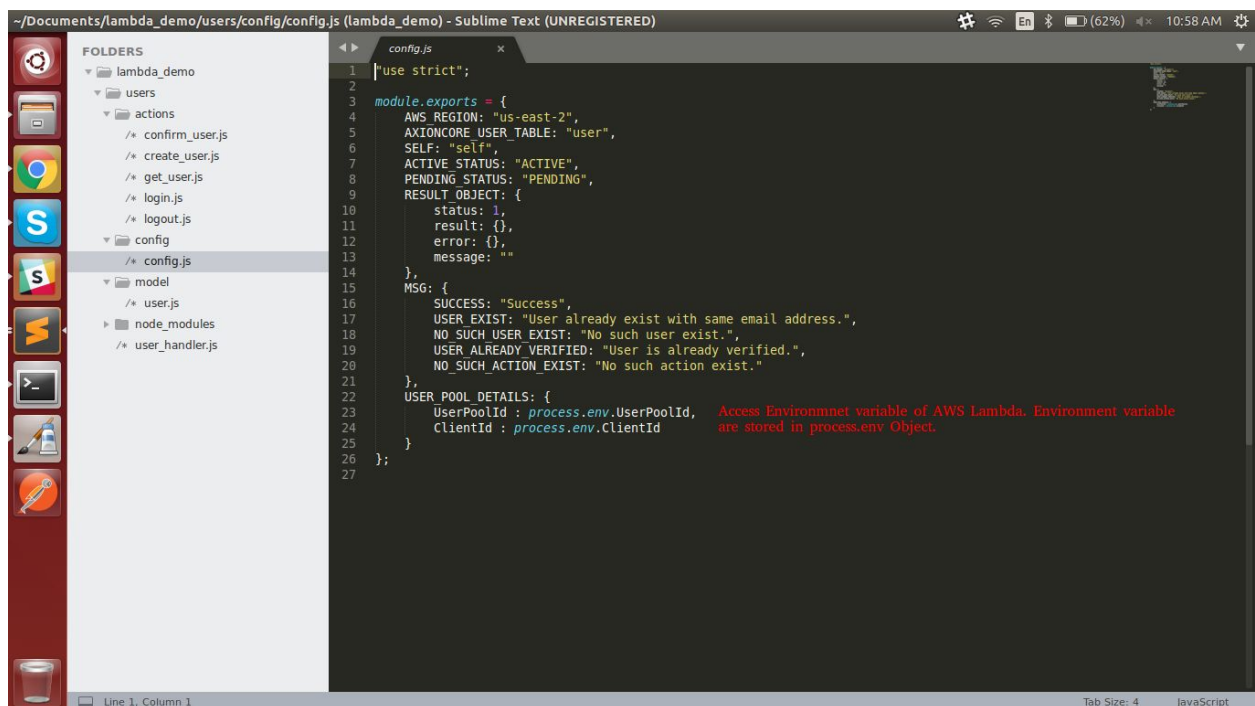 ~/Documents/lambda_demo/users/config/config.js (lambda_demo) - Sublime Text (UNREGISTERED)
En
(62%)
10:58 AM
FOLDERS
lambda_demo
users
actions
/* confirm_user.js
/* create_user.js
/* get_user.js
/* login.js
/* logout.js
config
/* config.js
model
/* user.js
node_modules
/* user_handler.js
config.js ×
1 "use strict";
2
3 module.exports = {
4 AWS_REGION: "us-east-2",
5 AXIONCORE_USER_TABLE: "user",
6 SELF: "self",
7 ACTIVE_STATUS: "ACTIVE",
8 PENDING_STATUS: "PENDING",
9 RESULT_OBJECT: {
10 status: 1,
11 result: {},
12 error: {},
13 message: ""
14 },
15 MSG: {
16 SUCCESS: "Success",
17 USER_EXIST: "User already exist with same email address.",
18 NO_SUCH_USER_EXIST: "No such user exist.",
19 USER_ALREADY_VERIFIED: "User is already verified.",
20 NO_SUCH_ACTION_EXIST: "No such action exist."
21 },
22 USER_POOL_DETAILS: {
23 UserPoolId : process.env.UserPoolId, Access Environmnet variable of AWS Lambda. Environment variable
24 ClientId : process.env.ClientId are stored in process.env Object.
25 }
26 };
27
Line 1, Column 1
Tab Size: 4
JavaScript